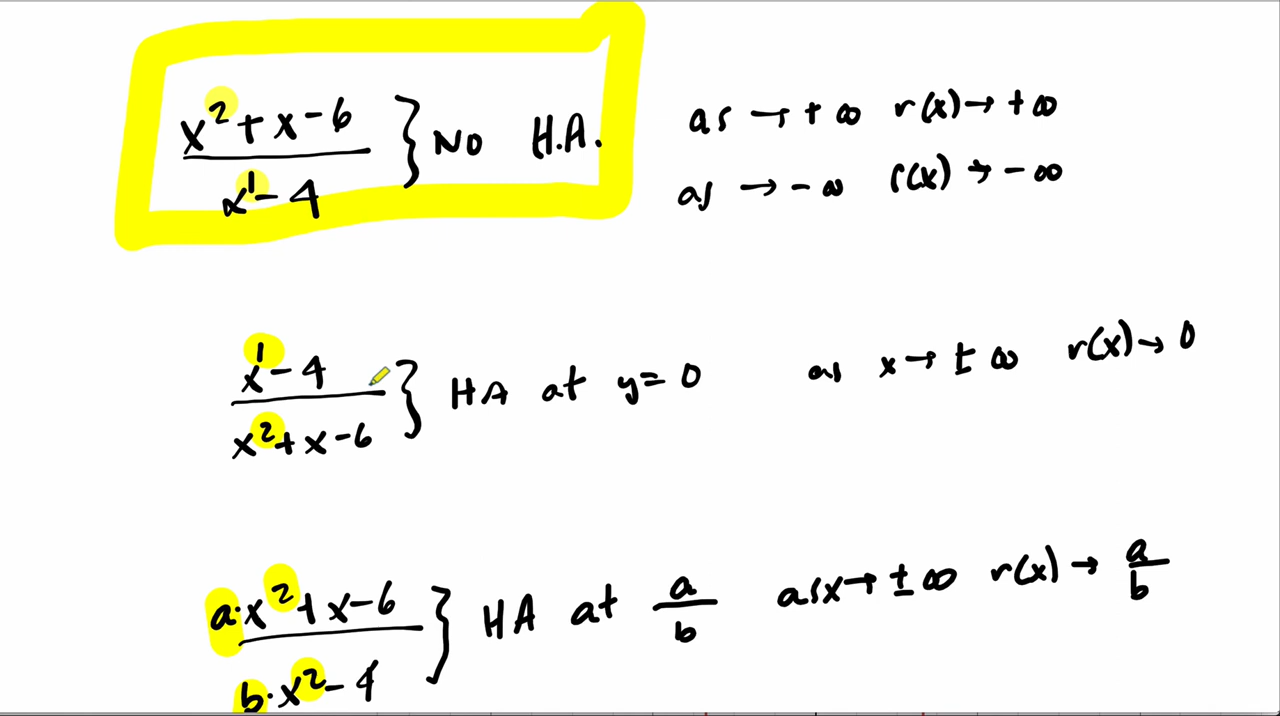 x² + x - 6
x¹ - 4
} NO H.A.
as → + ∞ r(x) → + ∞
as → - ∞ r(x) → - ∞
x¹ - 4
x² + x - 6
} HA at y = 0
as x → ± ∞ r(x) → 0
a·x² + x - 6
b·x² - 4
} HA at a/b
as x → ± ∞ r(x) → a/b